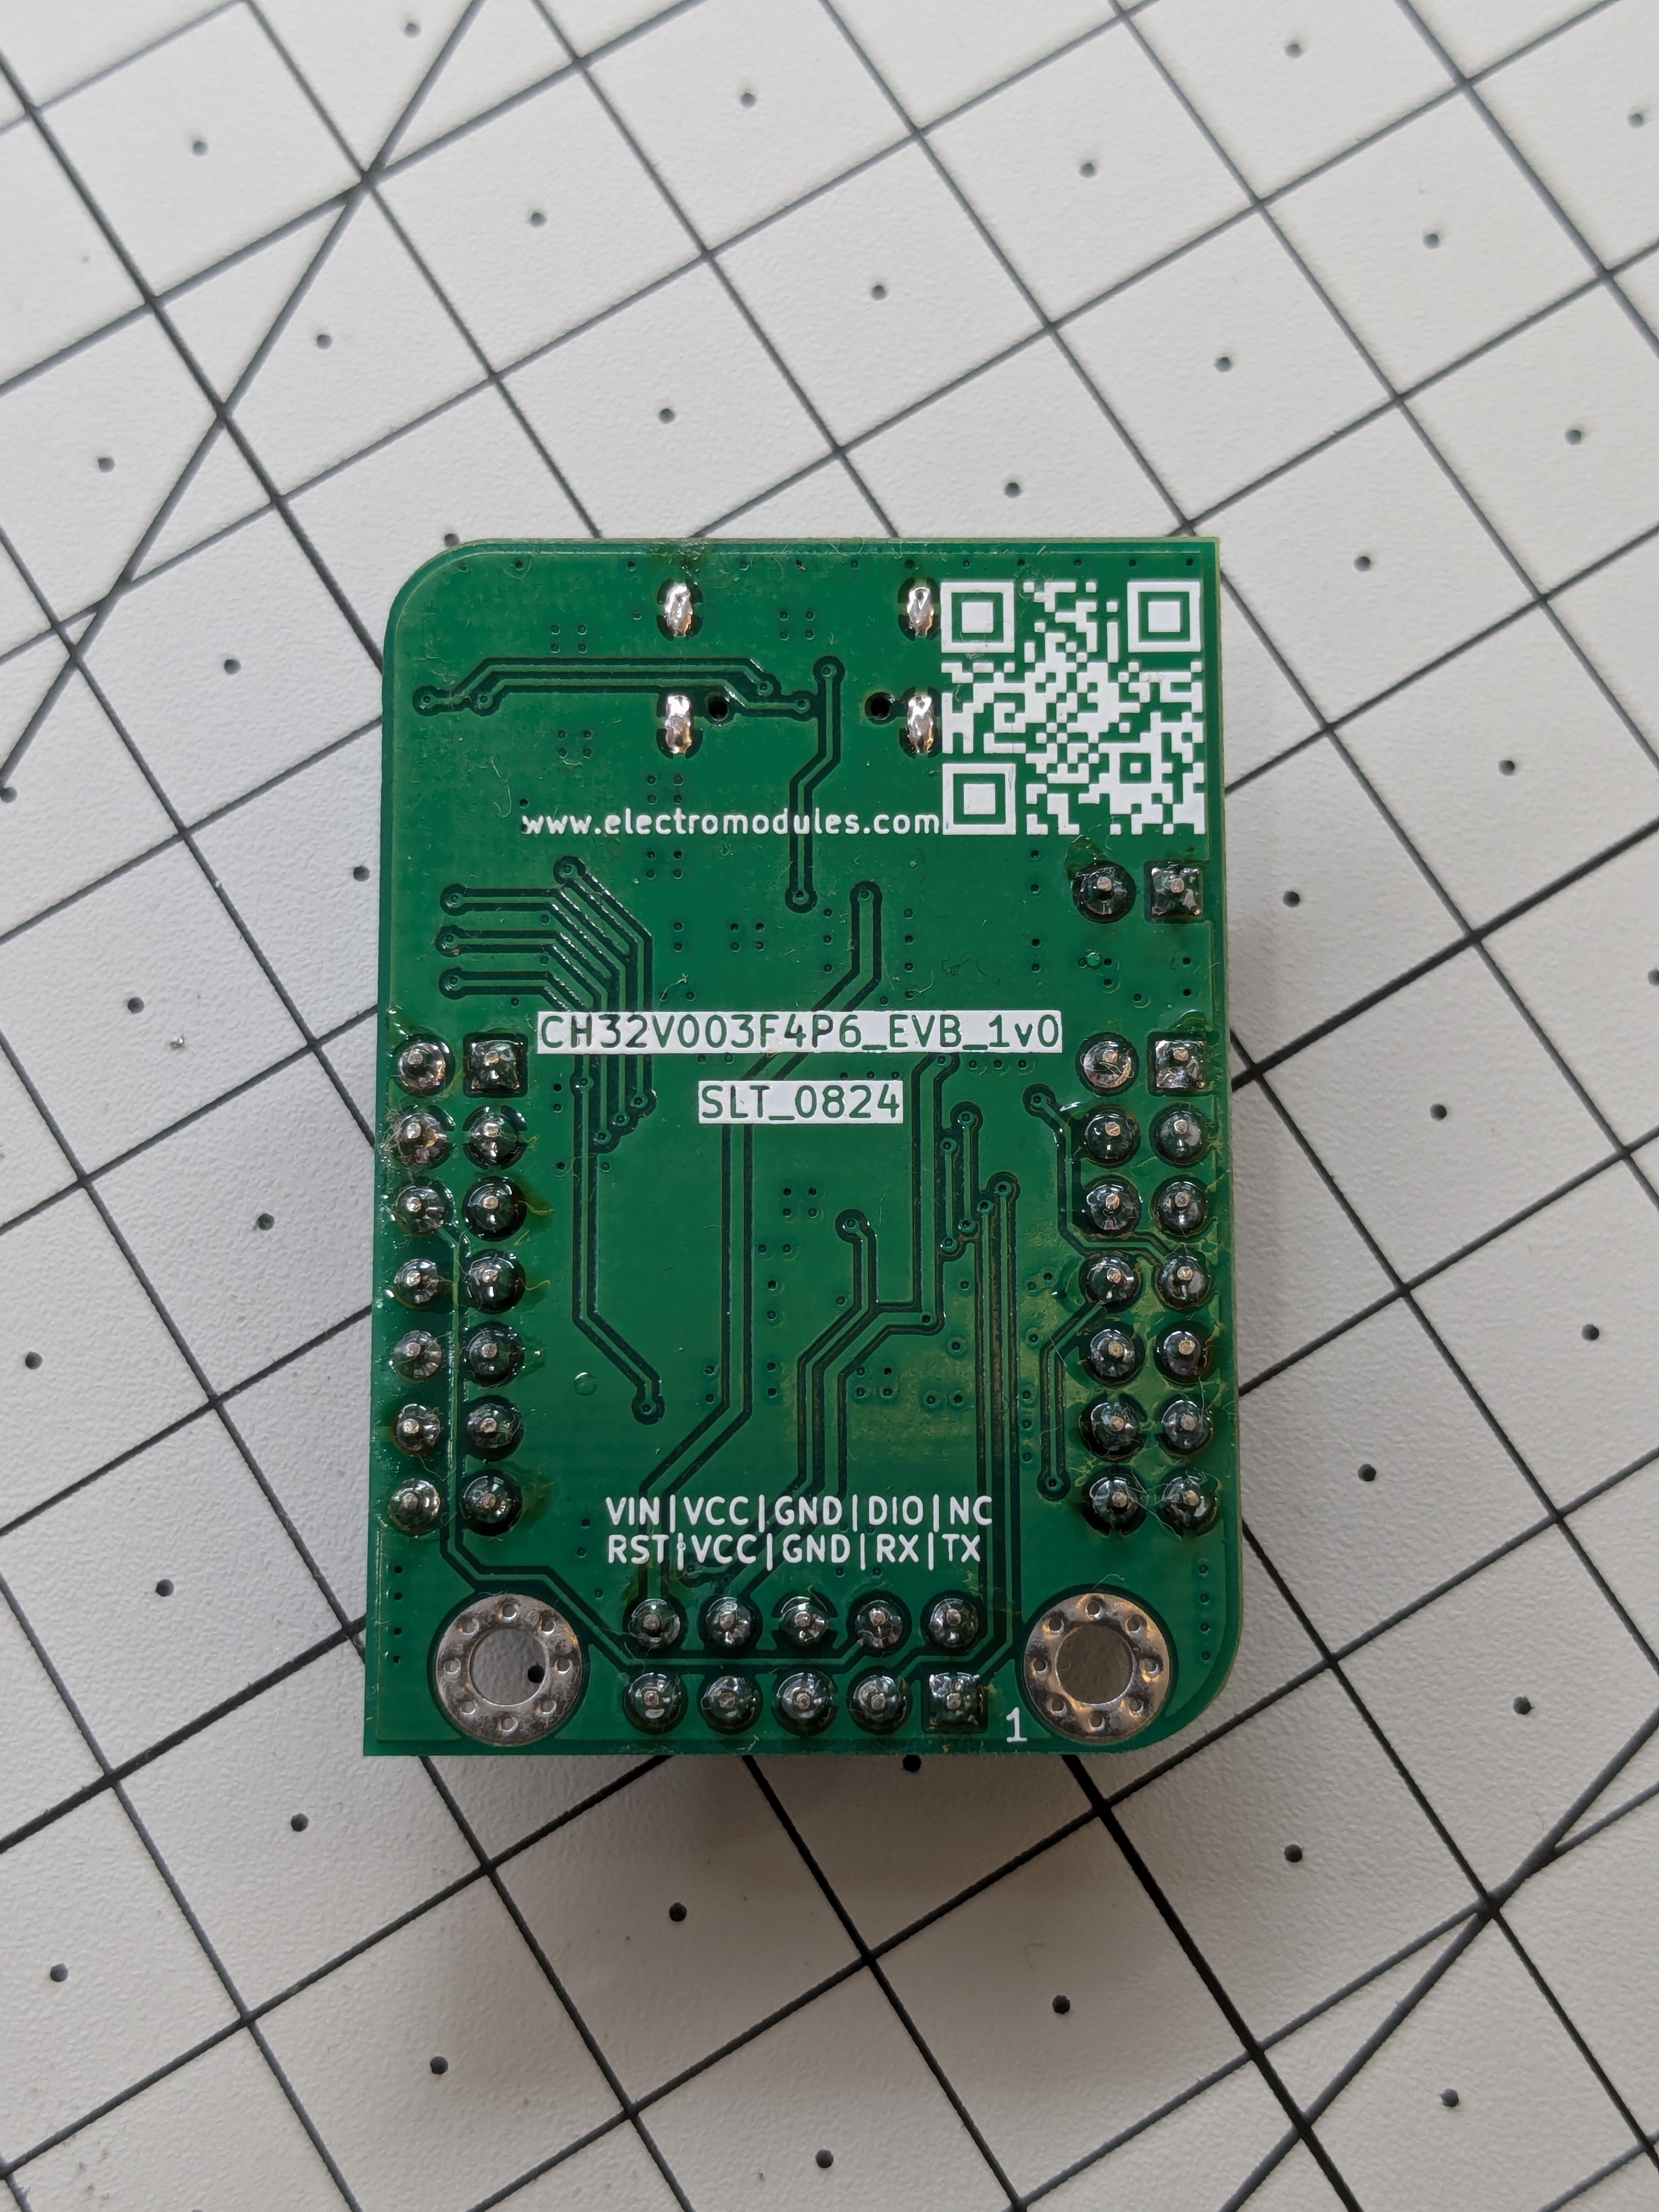 www.electromodules.com
CH32V003F4P6_EVB_1v0
SLT_0824
VIN|VCC|GND|DIO|NC
RST|VCC|GND|RX|TX
1